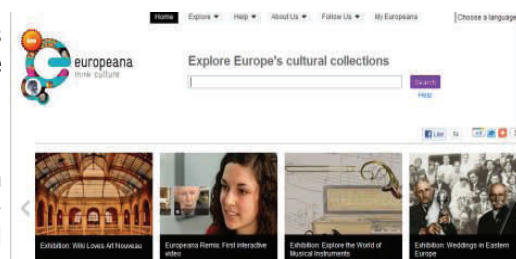 Home Explore Help About Us Follow Us My Europeana Choose a language
europeana
think culture
Explore Europe's cultural collections
Search
Help
Like
Exhibition: Wiki Loves Art Nouveau
Europeana Remix: First interactive video
Exhibition: Explore the World of Musical Instruments
Exhibition: Weddings in Eastern Europe